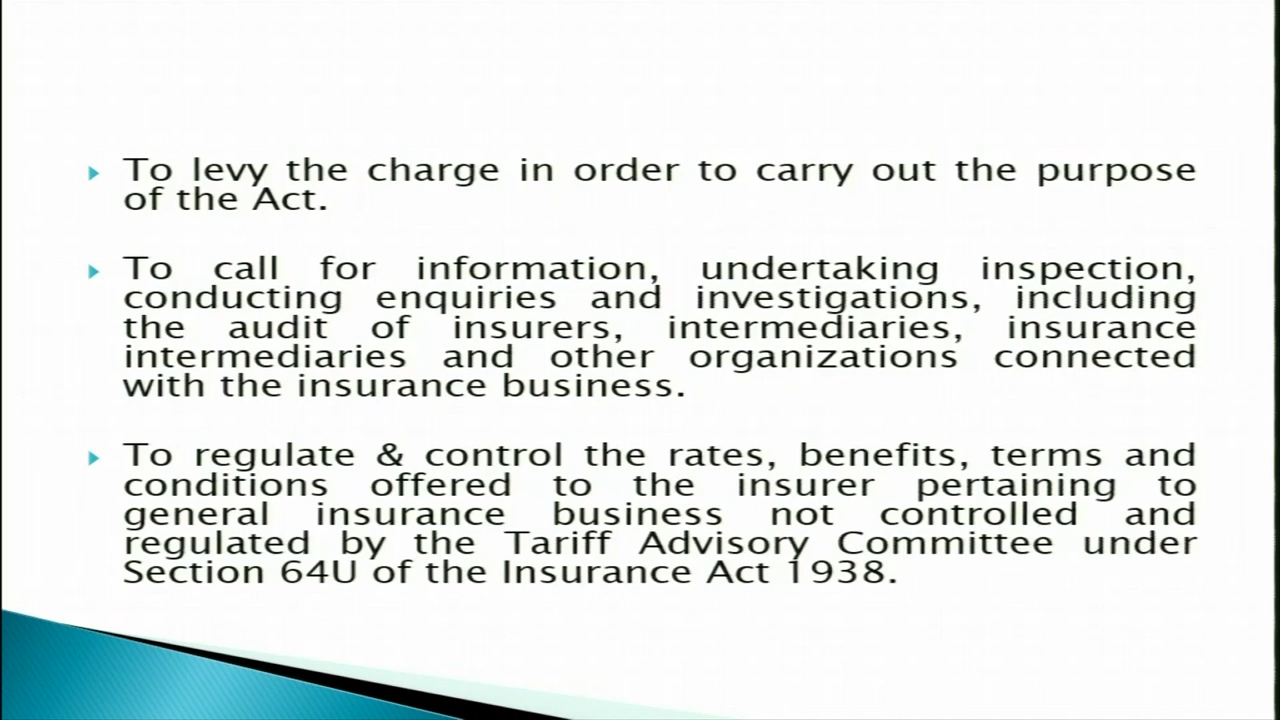 To levy the charge in order to carry out the purpose
of the Act.
To call for information, undertaking inspection,
conducting enquiries and investigations, including
the audit of insurers, intermediaries, insurance
intermediaries and other organizations connected
with the insurance business.
To regulate & control the rates, benefits, terms and
conditions offered to the insurer pertaining to
general insurance business not controlled and
regulated by the Tariff Advisory Committee under
Section 64U of the Insurance Act 1938.